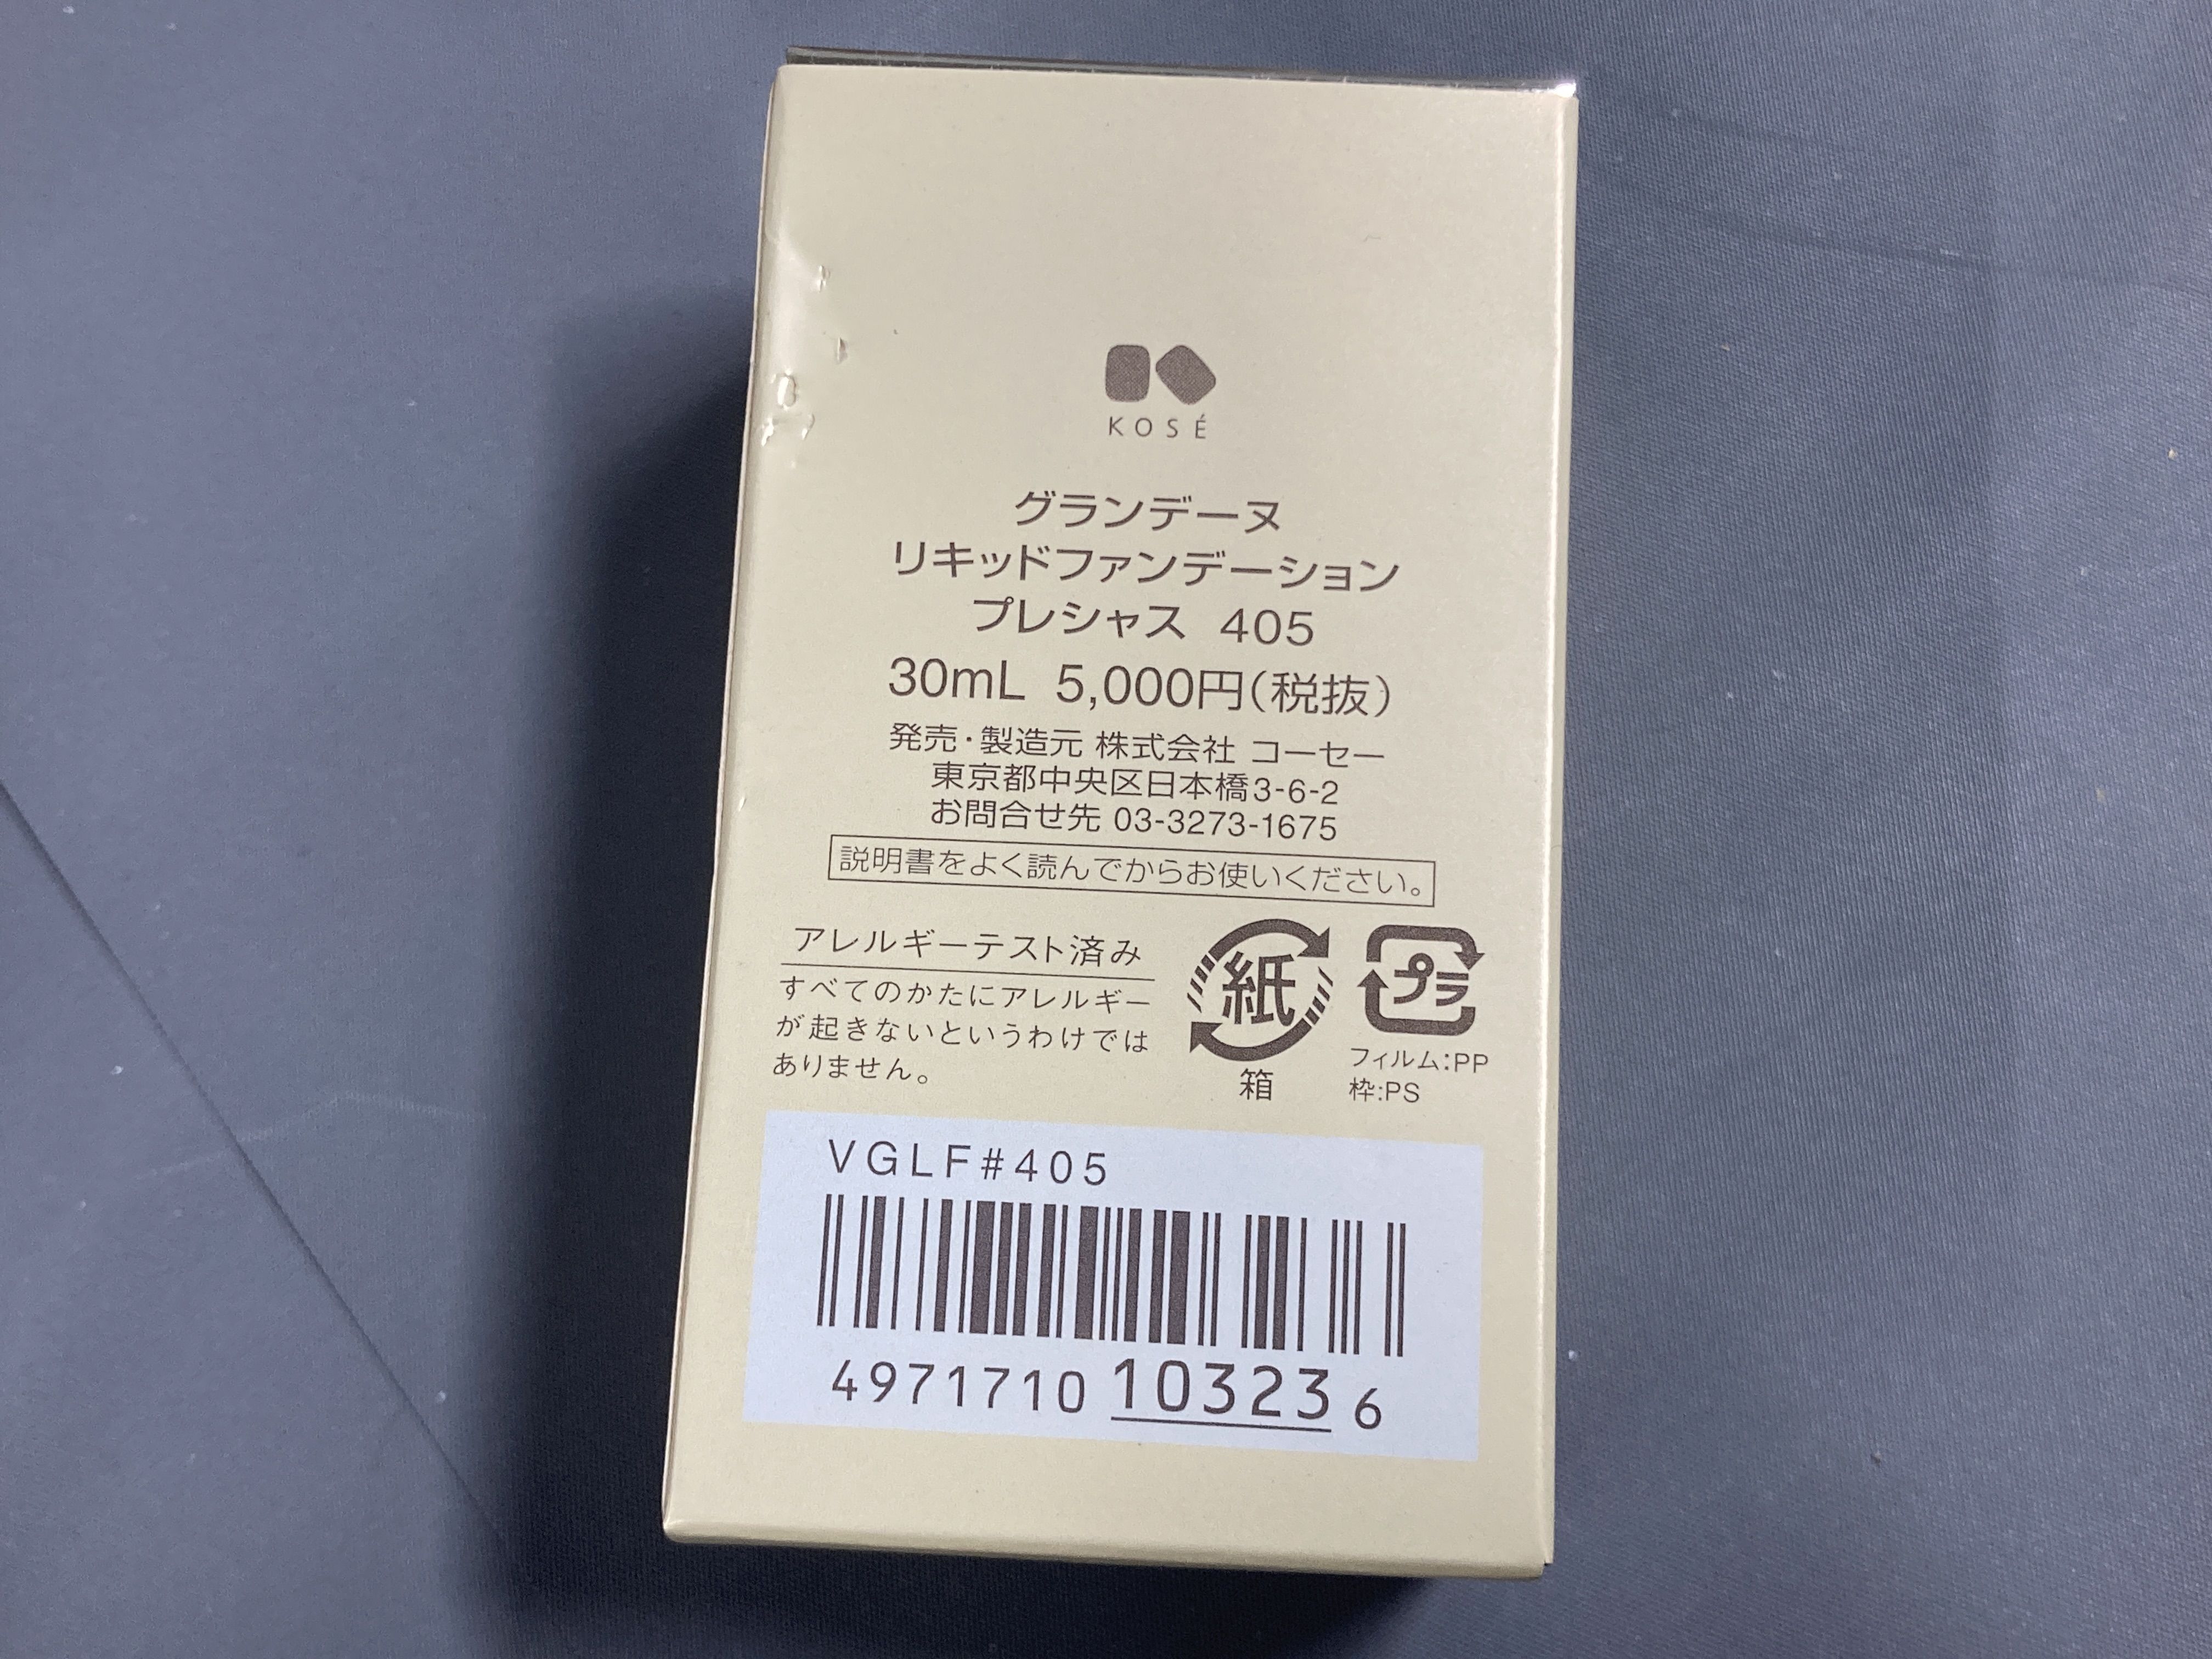 KOSÉ
グランデーヌ
リキッドファンデーション
プレシャス 405
30mL 5,000円(税抜)
発売・製造元 株式会社 コーセー
東京都中央区日本橋3-6-2
お問合せ先 03-3273-1675
説明書をよく読んでからお使いください。
アレルギーテスト済み
すべてのかたにアレルギー
が起きないというわけでは
ありません。
紙
箱
プラ
フィルム:PP
枠:PS
VGLF#405
4971710 10323 6